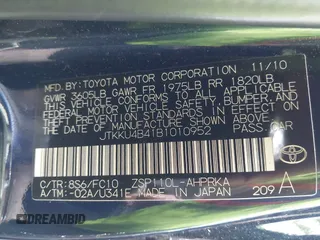 MFD. BY: TOYOTA MOTOR CORPORATION 11/10
GVWR 3605LB GAWR FR 1975LB RR 1820LB
THIS VEHICLE CONFORMS TO ALL APPLICABLE
FEDERAL MOTOR VEHICLE SAFETY, BUMPER, AND
THEFT PREVENTION STANDARDS IN EFFECT ON
THE DATE OF MANUFACTURE SHOWN ABOVE.
JTKKU4B41B1010952 PASS. CAR
C/TR:8S6/FC10 ZSP110L-AHPRKA
A/TM:-02A/U341E MADE IN JAPAN 209 A
TOYOTA
DREAMBID